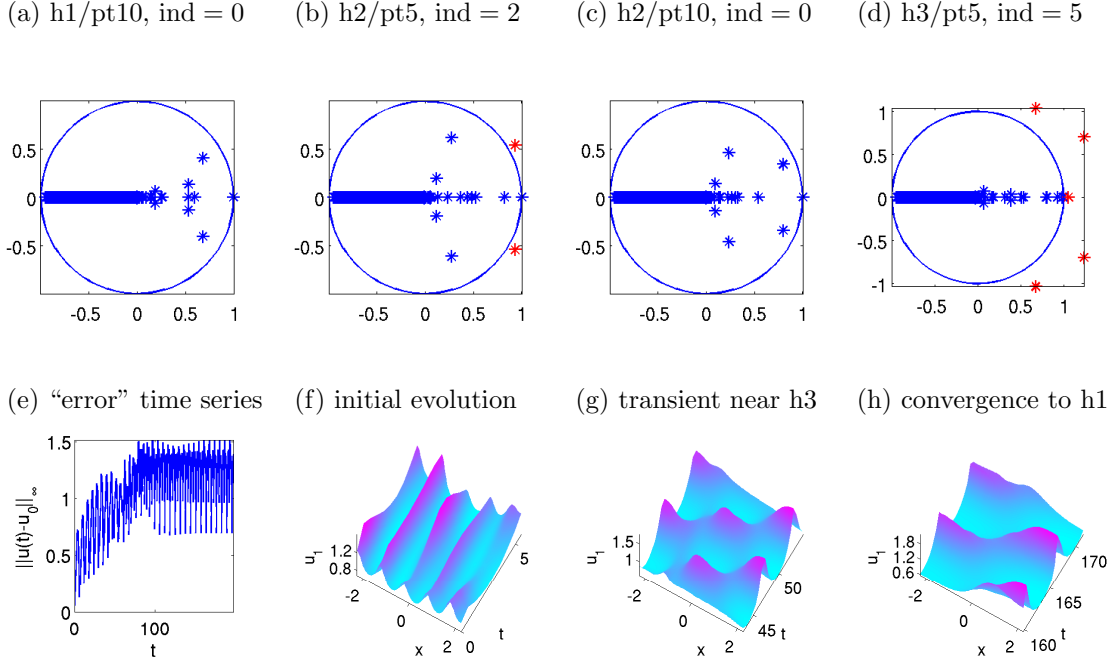 (a) h1/pt10, ind = 0
(b) h2/pt5, ind = 2
(c) h2/pt10, ind = 0
(d) h3/pt5, ind = 5
0.5
0
-0.5
-0.5 0 0.5 1
0.5
0
-0.5
-0.5 0 0.5 1
0.5
0
-0.5
-0.5 0 0.5 1
1
0.5
0
-0.5
-1
-0.5 0 0.5 1
(e) “error” time series
(f) initial evolution
(g) transient near h3
(h) convergence to h1
||u(t)-u₀||∞
1.5
1
0.5
0
0 100
t
u₁
1.2
0.8
-2 0 2
x
0 5
t
u₁
1.5
1
-2 0 2
x
45 50
t
u₁
1.8
1.2
0.6
-2 0 2
x
160 165 170
t